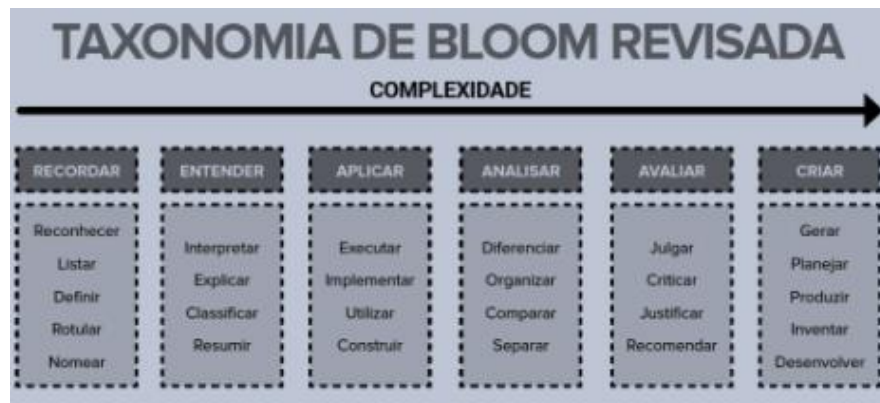 TAXONOMIA DE BLOOM REVISADA
COMPLEXIDADE
RECORDAR
Reconhecer
Listar
Definir
Rotular
Nomear
ENTENDER
Interpretar
Explicar
Classificar
Resumir
APLICAR
Executar
Implementar
Utilizar
Construir
ANALISAR
Diferenciar
Organizar
Comparar
Separar
AVALIAR
Julgar
Criticar
Justificar
Recomendar
CRIAR
Gerar
Planejar
Produzir
Inventar
Desenvolver